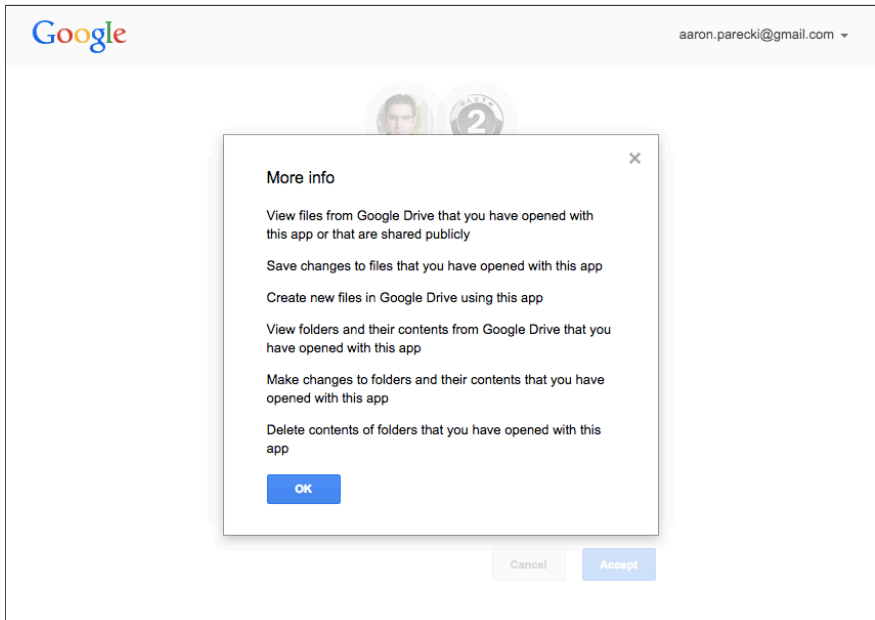 Google
aaron.parecki@gmail.com
OAUTH
2
×
More info
View files from Google Drive that you have opened with
this app or that are shared publicly
Save changes to files that you have opened with this app
Create new files in Google Drive using this app
View folders and their contents from Google Drive that you
have opened with this app
Make changes to folders and their contents that you have
opened with this app
Delete contents of folders that you have opened with this
app
OK
Cancel
Accept